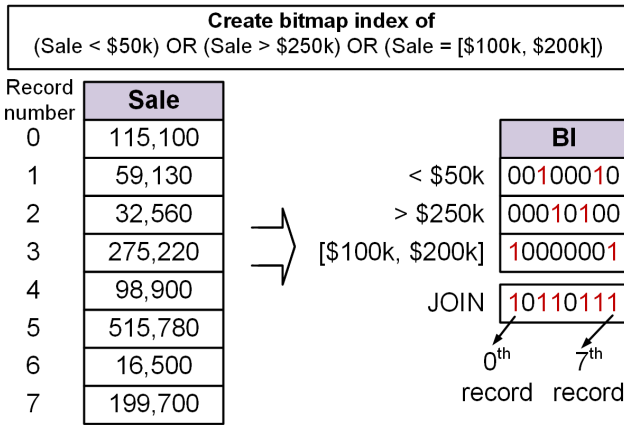 Create bitmap index of
(Sale < $50k) OR (Sale > $250k) OR (Sale = [$100k, $200k])
Record
number
Sale
0 115,100
1 59,130
2 32,560
3 275,220
4 98,900
5 515,780
6 16,500
7 199,700
BI
< $50k 00100010
> $250k 00010100
[$100k, $200k] 10000001
JOIN 10110111
0th 7th
record record